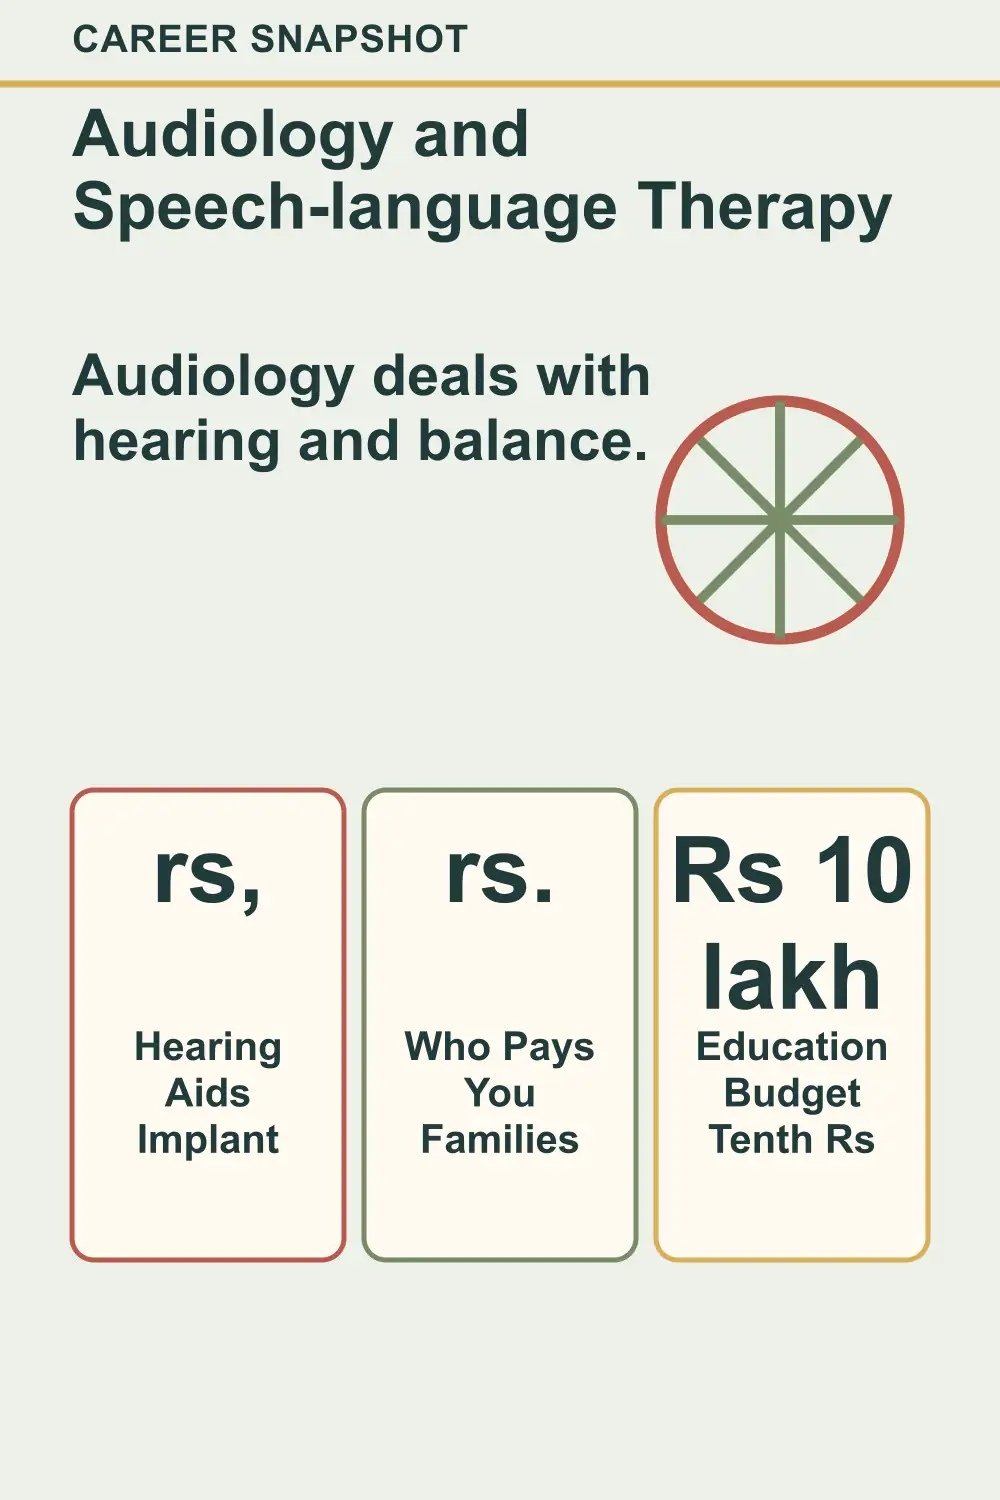 CAREER SNAPSHOT
Audiology and
Speech-language Therapy
Audiology deals with
hearing and balance.
rs,
Hearing
Aids
Implant
rs.
Who Pays
You
Families
Rs 10
lakh
Education
Budget
Tenth Rs